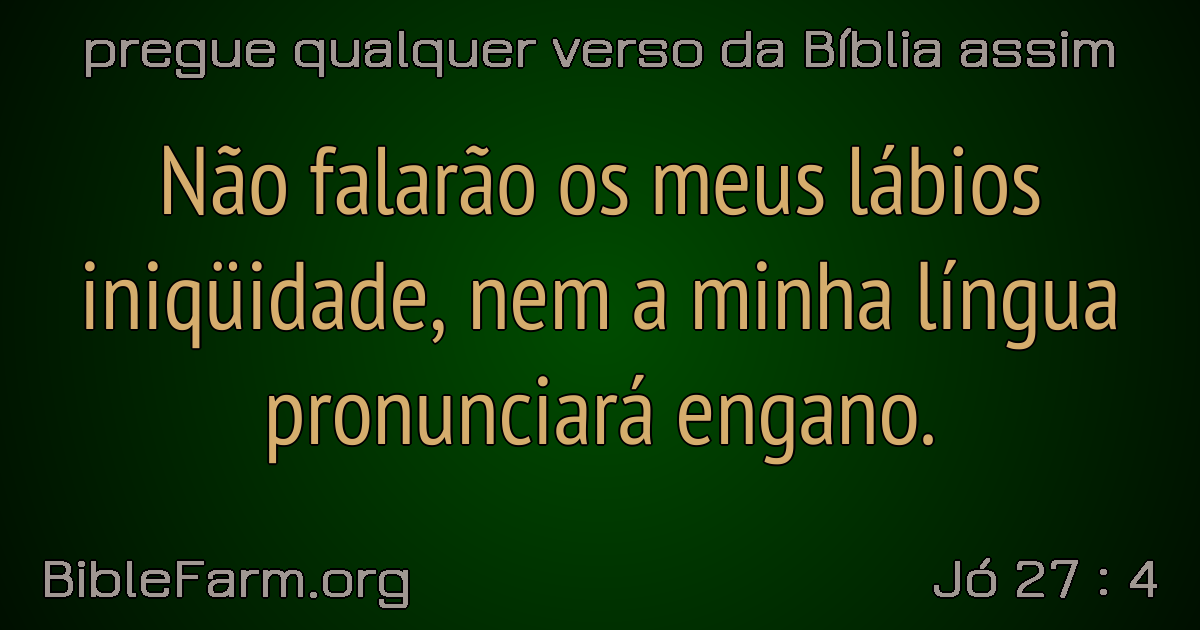 pregue qualquer verso da Bíblia assim
Não falarão os meus lábios
iniqüidade, nem a minha língua
pronunciará engano.
BibleFarm.org
Jó 27 : 4